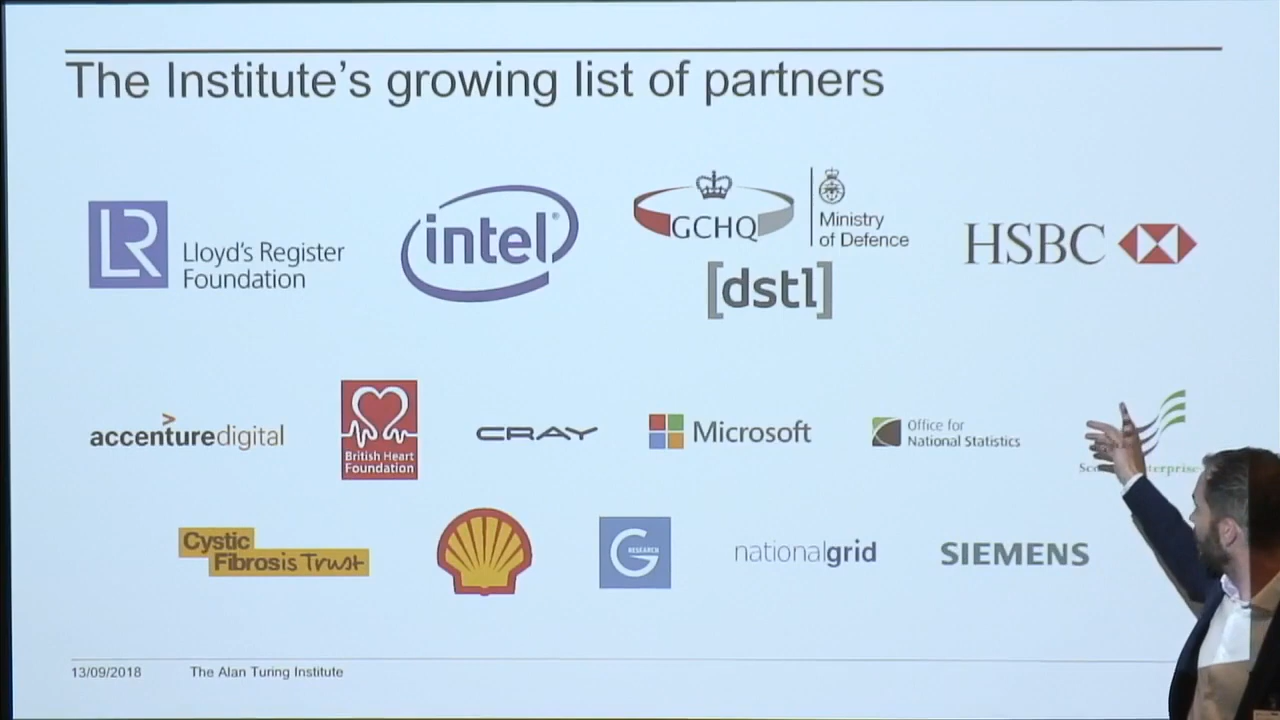 The Institute's growing list of partners
LR
Lloyd's Register
Foundation
intel®
GCHQ
Ministry
of Defence
[dstl]
HSBC
accenturedigital
British Heart
Foundation
CRAY
Microsoft
Office for
National Statistics
Cystic
Fibrosis Trust
G RESEARCH
nationalgrid
SIEMENS
13/09/2018 The Alan Turing Institute